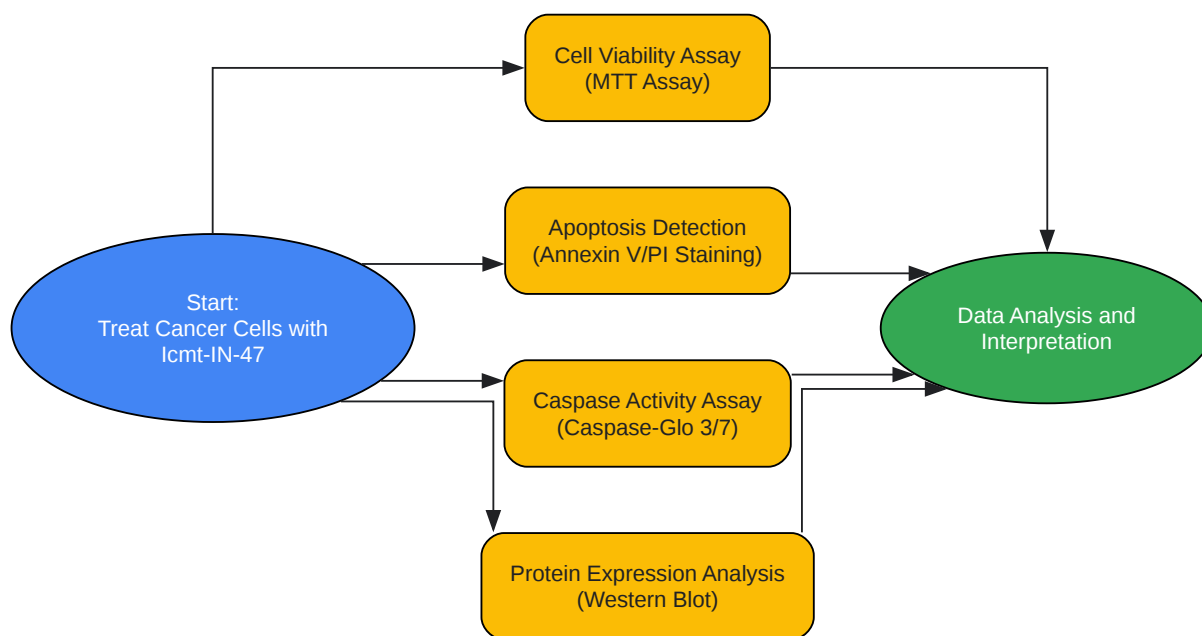 Cell Viability Assay
(MTT Assay)
Apoptosis Detection
(Annexin V/PI Staining)
Start:
Treat Cancer Cells with
Icmt-IN-47
Data Analysis and
Interpretation
Caspase Activity Assay
(Caspase-Glo 3/7)
Protein Expression Analysis
(Western Blot)